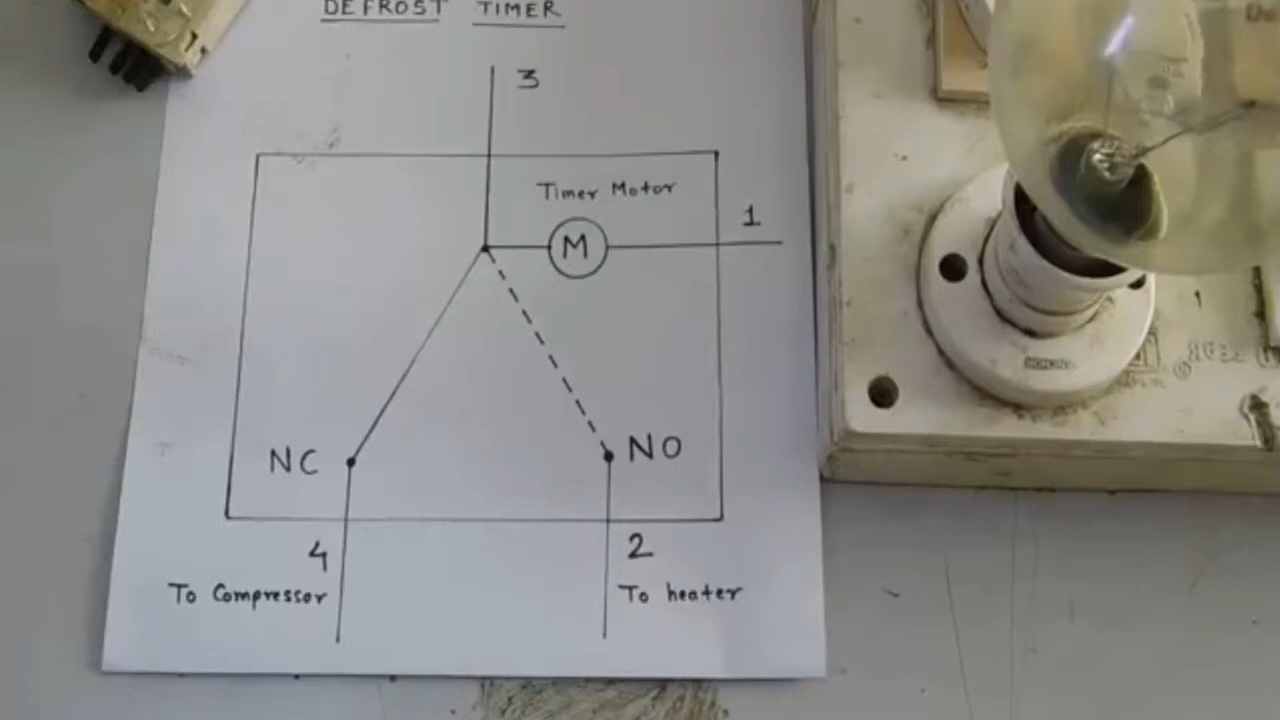 DEFROST TIMER
3
Timer Motor
1
M
NC
NO
4
2
To Compressor
To heater